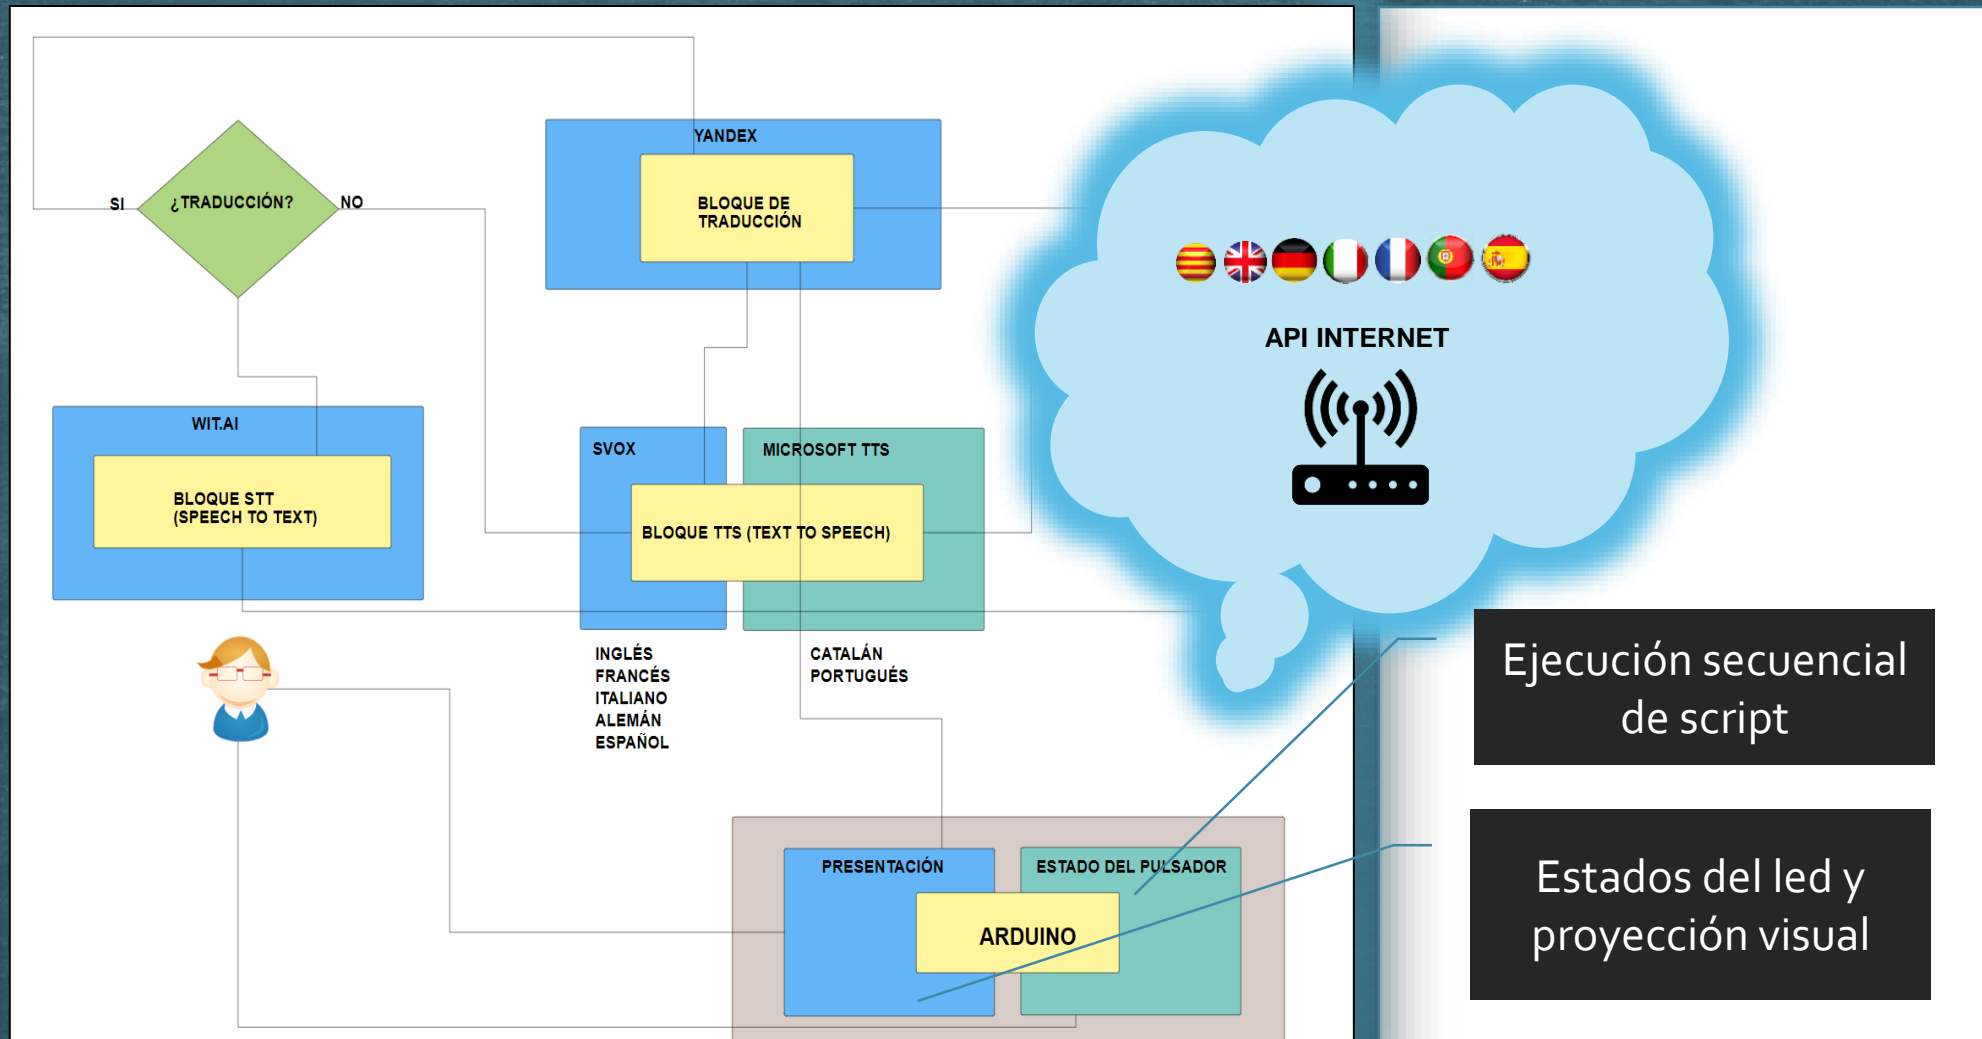 YANDEX
SI
¿TRADUCCIÓN?
NO
BLOQUE DE
TRADUCCIÓN
API INTERNET
WIT.AI
BLOQUE STT
(SPEECH TO TEXT)
SVOX
MICROSOFT TTS
BLOQUE TTS (TEXT TO SPEECH)
INGLÉS
FRANCÉS
ITALIANO
ALEMÁN
ESPAÑOL
CATALÁN
PORTUGUÉS
Ejecución secuencial
de script
PRESENTACIÓN
ESTADO DEL PULSADOR
ARDUINO
Estados del led y
proyección visual